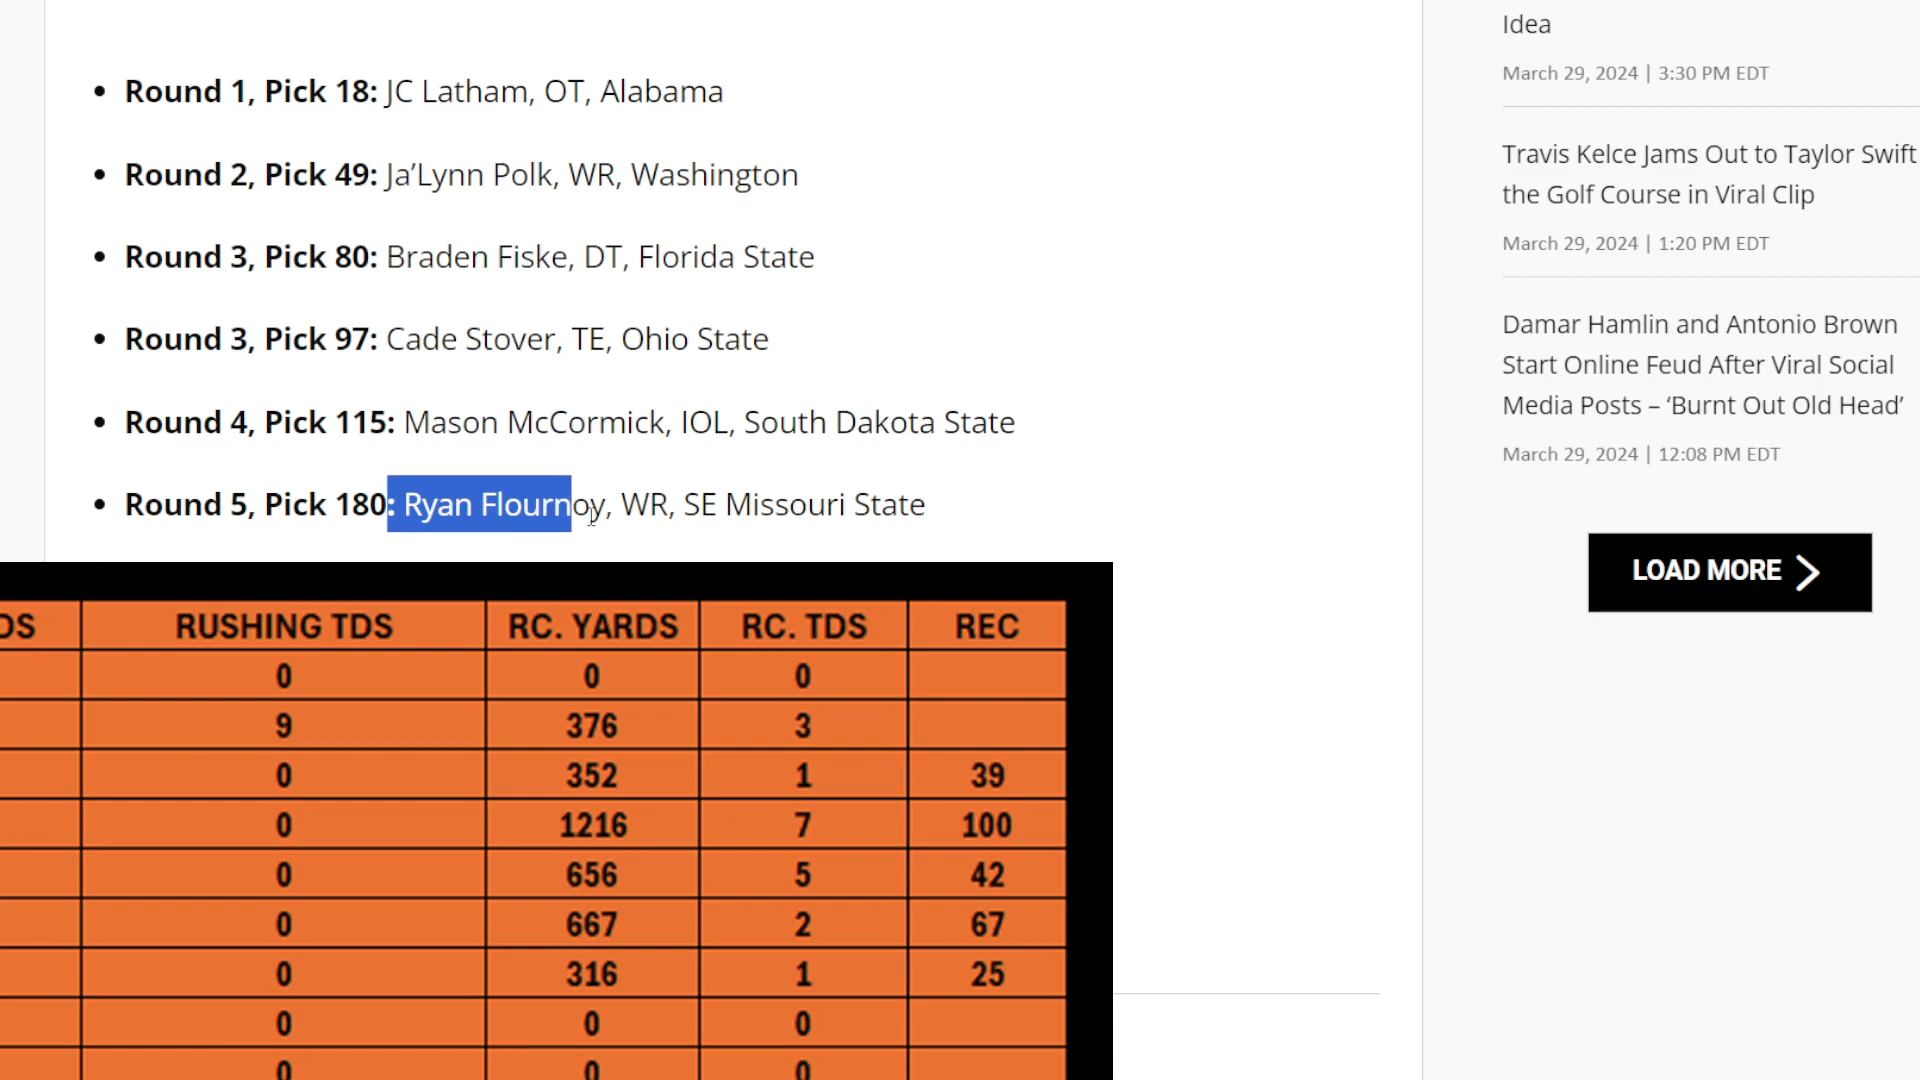 Round 1, Pick 18: JC Latham, OT, Alabama
Round 2, Pick 49: Ja’Lynn Polk, WR, Washington
Round 3, Pick 80: Braden Fiske, DT, Florida State
Round 3, Pick 97: Cade Stover, TE, Ohio State
Round 4, Pick 115: Mason McCormick, IOL, South Dakota State
Round 5, Pick 180: Ryan Flournoy, WR, SE Missouri State
Idea
March 29, 2024 | 3:30 PM EDT
Travis Kelce Jams Out to Taylor Swift
the Golf Course in Viral Clip
March 29, 2024 | 1:20 PM EDT
Damar Hamlin and Antonio Brown
Start Online Feud After Viral Social
Media Posts – ‘Burnt Out Old Head’
March 29, 2024 | 12:08 PM EDT
LOAD MORE
DS RUSHING TDS RC. YARDS RC. TDS REC
0 0 0
9 376 3
0 352 1 39
0 1216 7 100
0 656 5 42
0 667 2 67
0 316 1 25
0 0 0
0 0 0